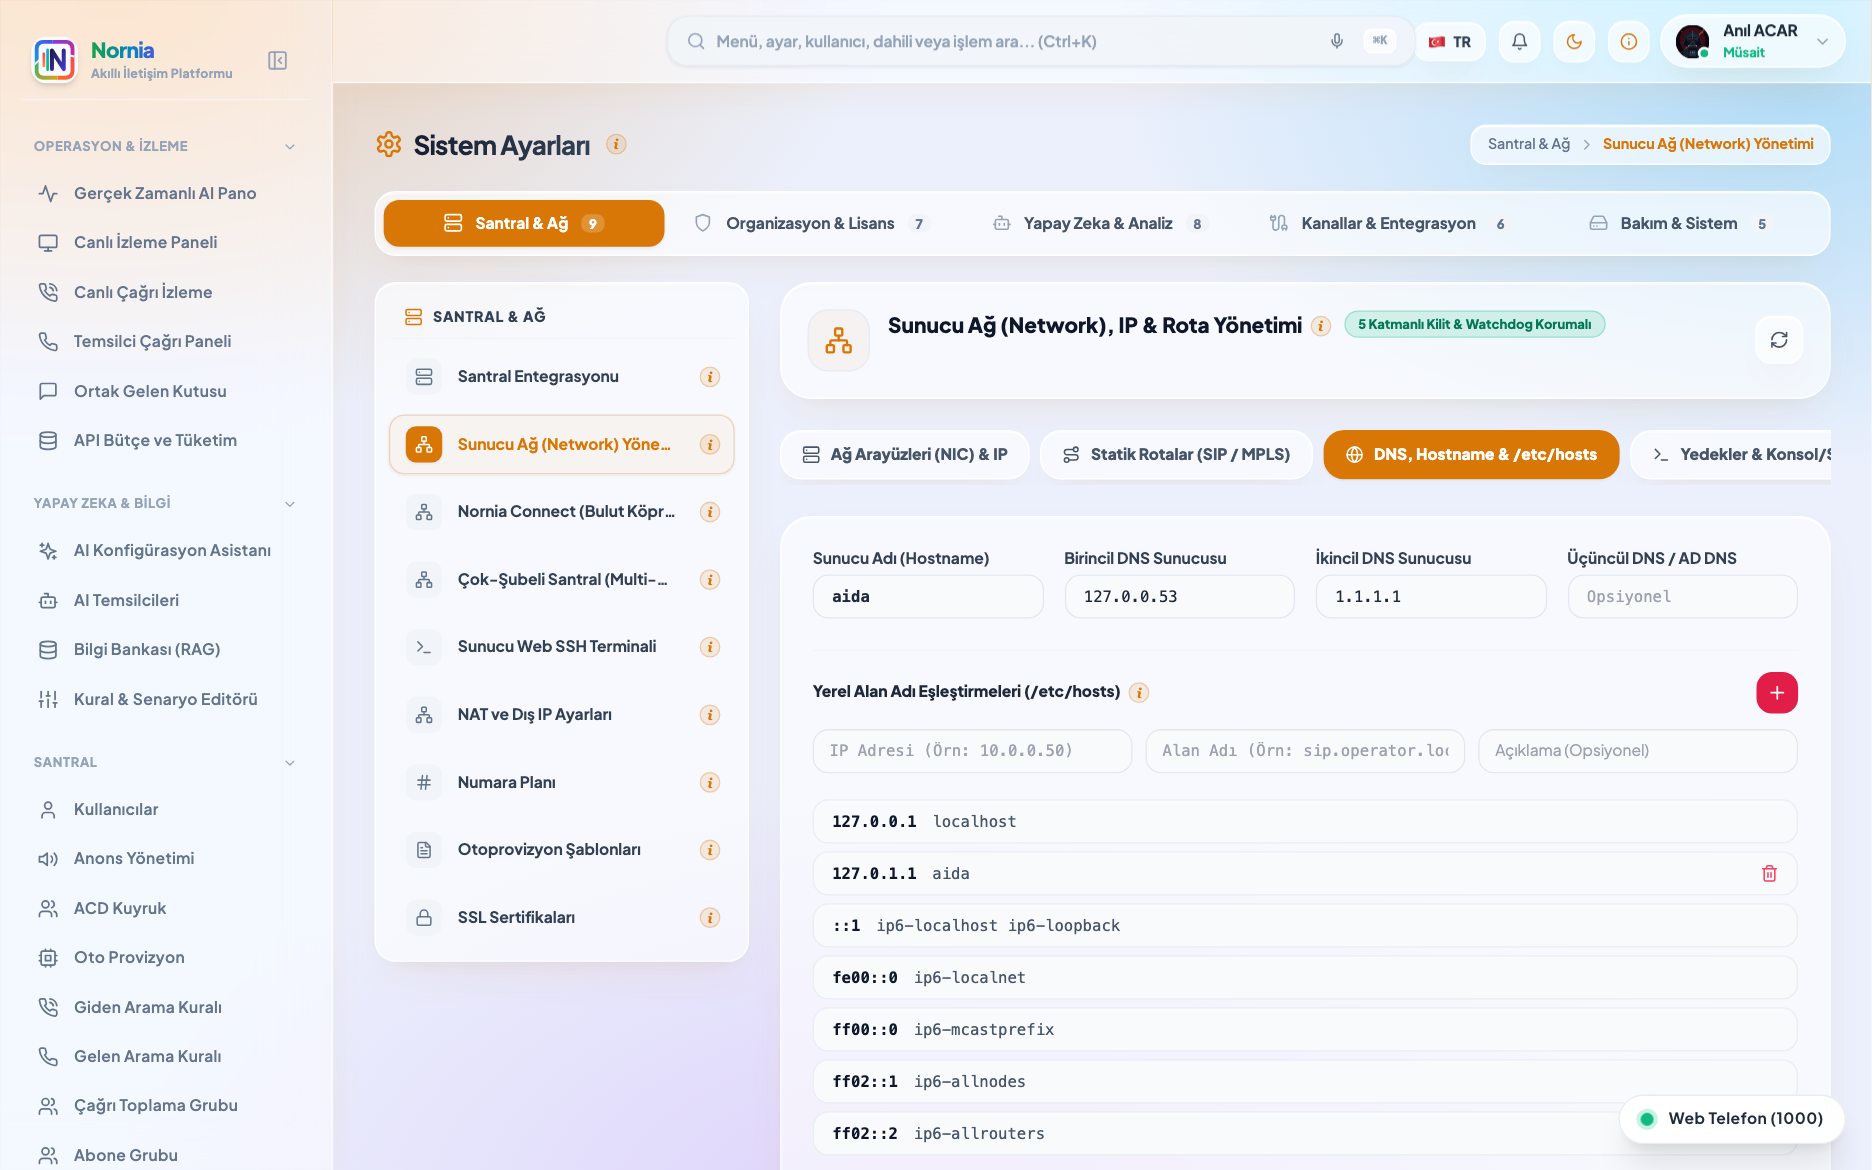 Nornia
Akıllı İletişim Platformu
Menü, ayar, kullanıcı, dahili veya işlem ara... (Ctrl+K)
⌘K
TR
Anıl ACAR
Müsait
OPERASYON & İZLEME
Gerçek Zamanlı AI Pano
Canlı İzleme Paneli
Canlı Çağrı İzleme
Temsilci Çağrı Paneli
Ortak Gelen Kutusu
API Bütçe ve Tüketim
YAPAY ZEKA & BİLGİ
AI Konfigürasyon Asistanı
AI Temsilcileri
Bilgi Bankası (RAG)
Kural & Senaryo Editörü
SANTRAL
Kullanıcılar
Anons Yönetimi
ACD Kuyruk
Oto Provizyon
Giden Arama Kuralı
Gelen Arama Kuralı
Çağrı Toplama Grubu
Abone Grubu
Sistem Ayarları
Santral & Ağ > Sunucu Ağ (Network) Yönetimi
Santral & Ağ 9
Organizasyon & Lisans 7
Yapay Zeka & Analiz 8
Kanallar & Entegrasyon 6
Bakım & Sistem 5
SANTRAL & AĞ
Santral Entegrasyonu
Sunucu Ağ (Network) Yöne...
Nornia Connect (Bulut Köpr...
Çok-Şubeli Santral (Multi-...
Sunucu Web SSH Terminali
NAT ve Dış IP Ayarları
Numara Planı
Otoprovizyon Şablonları
SSL Sertifikaları
Sunucu Ağ (Network), IP & Rota Yönetimi
5 Katmanlı Kilit & Watchdog Korumalı
Ağ Arayüzleri (NIC) & IP
Statik Rotalar (SIP / MPLS)
DNS, Hostname & /etc/hosts
Yedekler & Konsol/S
Sunucu Adı (Hostname)
aida
Birincil DNS Sunucusu
127.0.0.53
İkincil DNS Sunucusu
1.1.1.1
Üçüncül DNS / AD DNS
Opsiyonel
Yerel Alan Adı Eşleştirmeleri (/etc/hosts)
IP Adresi (Örn: 10.0.0.50)
Alan Adı (Örn: sip.operator.loc
Açıklama (Opsiyonel)
127.0.0.1 localhost
127.0.1.1 aida
::1 ip6-localhost ip6-loopback
fe00::0 ip6-localnet
ff00::0 ip6-mcastprefix
ff02::1 ip6-allnodes
ff02::2 ip6-allrouters
Web Telefon (1000)